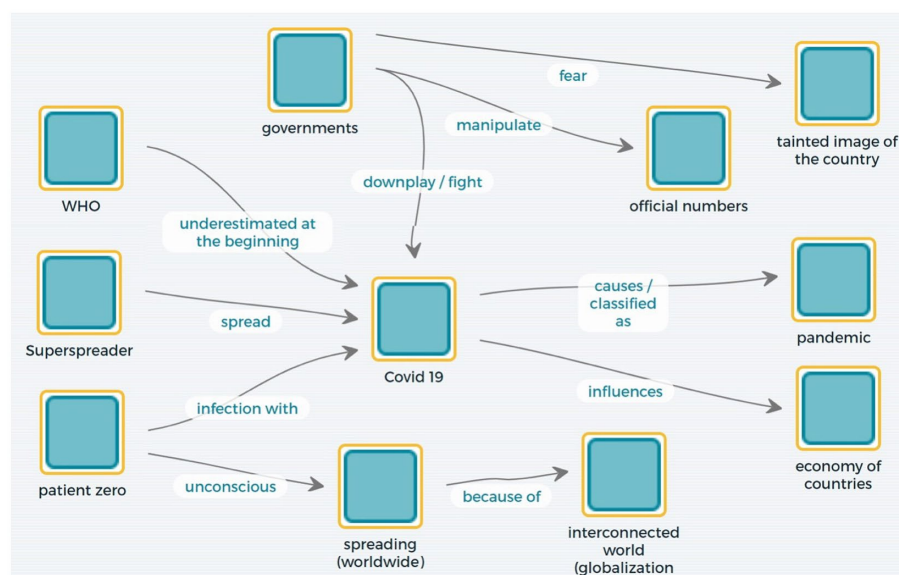 fear
governments
manipulate
tainted image of
the country
WHO
downplay / fight
official numbers
underestimated at
the beginning
causes /
classified
as
spread
Superspreader
pandemic
Covid 19
influences
infection with
economy of
countries
patient zero
unconscious
because of
spreading
(worldwide)
interconnected
world
(globalization